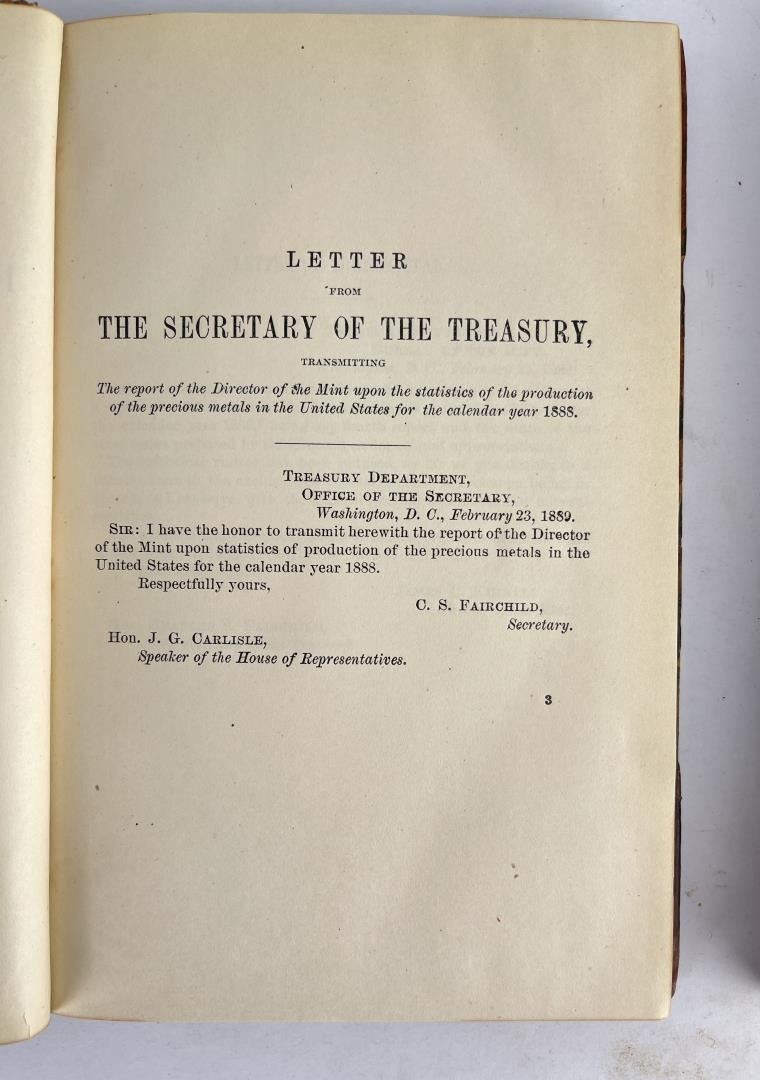 LETTER
FROM
THE SECRETARY OF THE TREASURY,
TRANSMITTING
The report of the Director of the Mint upon the statistics of the production
of the precious metals in the United States for the calendar year 1888.
TREASURY DEPARTMENT,
OFFICE OF THE SECRETARY,
Washington, D. C., February 23, 1889.
SIR: I have the honor to transmit herewith the report of the Director
of the Mint upon statistics of production of the precious metals in the
United States for the calendar year 1888.
Respectfully yours,
C. S. FAIRCHILD,
Secretary.
Hon. J. G. CARLISLE,
Speaker of the House of Representatives.
3